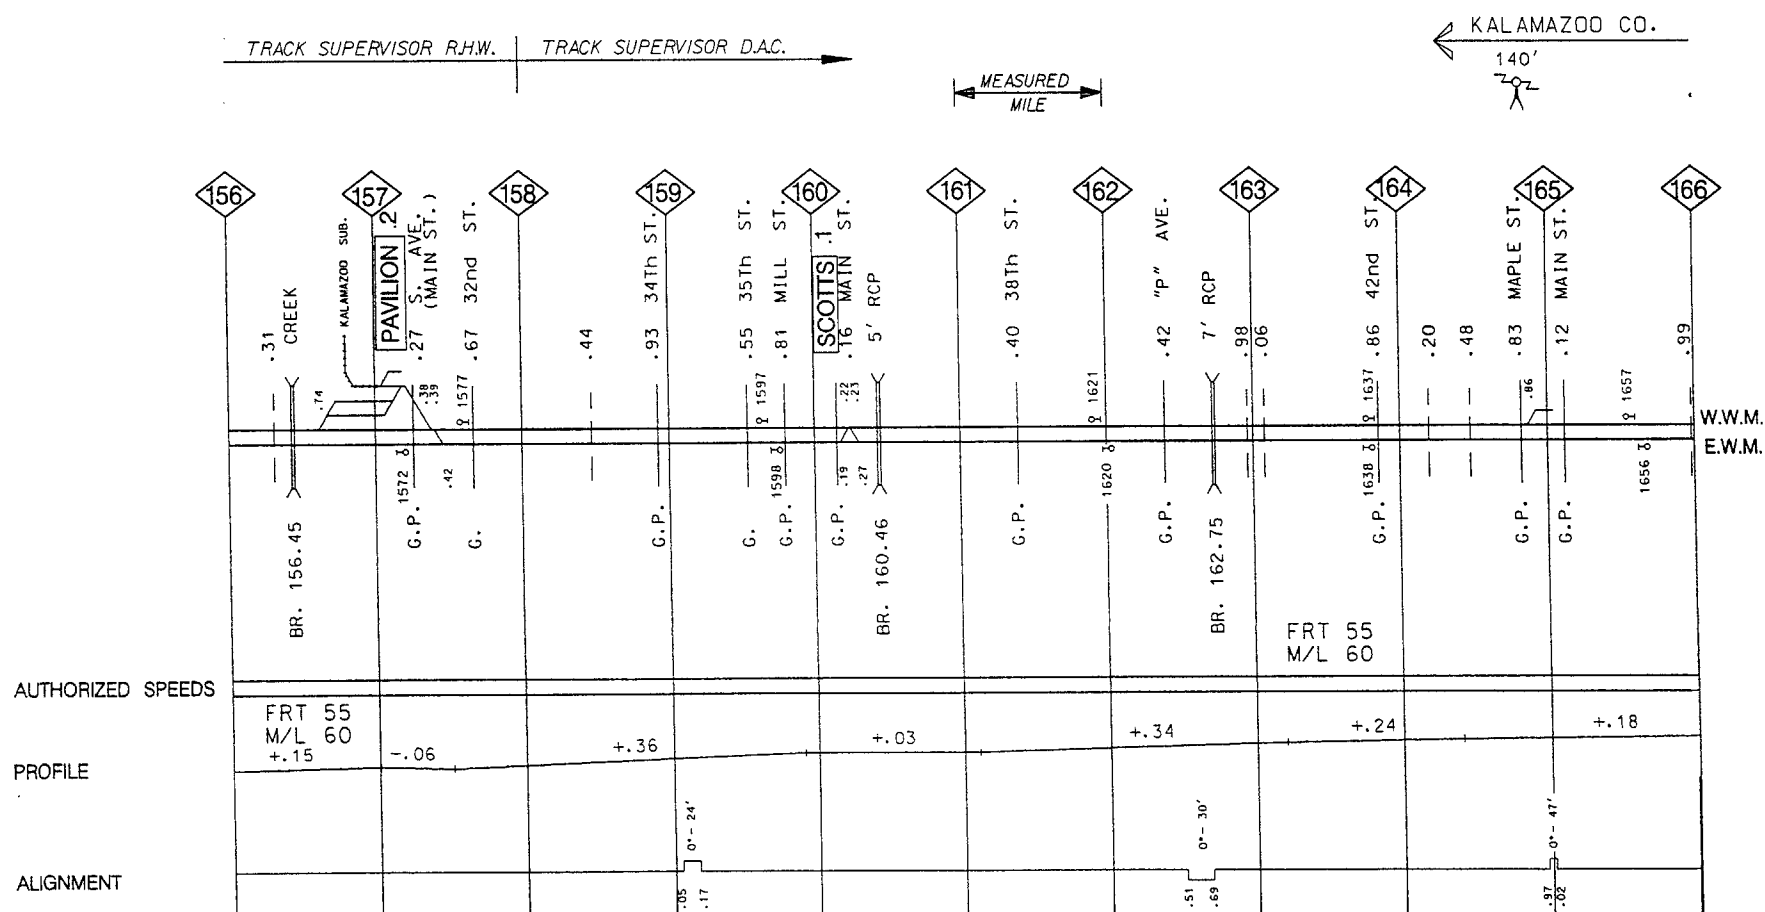 TRACK SUPERVISOR R.H.W.
TRACK SUPERVISOR D.A.C.
MEASURED
MILE
KALAMAZOO CO.
140'
156
157
158
159
160
161
162
163
164
165
166
.31
CREEK
KALAMAZOO SUB.
PAVILION .2
.27 S. AVE.
(MAIN ST.)
.67 32nd ST.
.44
.93 34Th ST.
.55 35Th ST.
.81 MILL ST.
SCOTTS .1
.16 MAIN ST.
5' RCP
.40 38Th ST.
.42 "P" AVE.
7' RCP
.98
.06
.86 42nd ST.
.20
.48
.83 MAPLE ST.
.12 MAIN ST.
.99
.74
.38
.39
1577
1597
.22
.23
1621
1637
.86
1657
W.W.M.
E.W.M.
1572
.42
1598
.19
.27
1620
1638
1656
BR. 156.45
G.P.
G.
G.P.
G.
G.P.
G.P.
BR. 160.46
G.P.
G.P.
BR. 162.75
G.P.
G.P.
G.P.
FRT 55
M/L 60
AUTHORIZED SPEEDS
FRT 55
M/L 60
PROFILE
+.15
-.06
+.36
+.03
+.34
+.24
+.18
ALIGNMENT
0°-24'
.05
.17
0°-30'
.51
.69
0°-47'
.97
.02